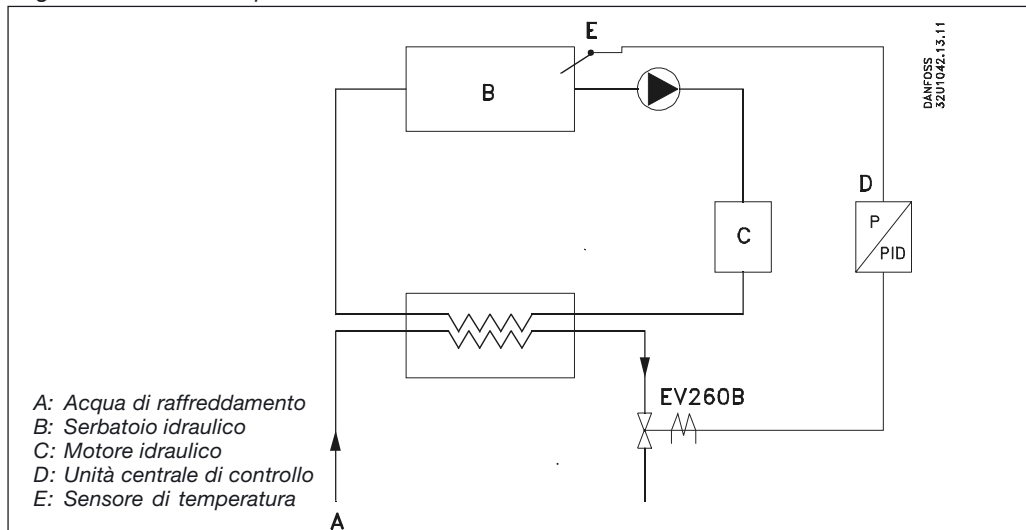 E
B
DANFOSS
32U1042.13.11
D
P
PID
C
EV260B
A: Acqua di raffreddamento
B: Serbatoio idraulico
C: Motore idraulico
D: Unità centrale di controllo
E: Sensore di temperatura
A